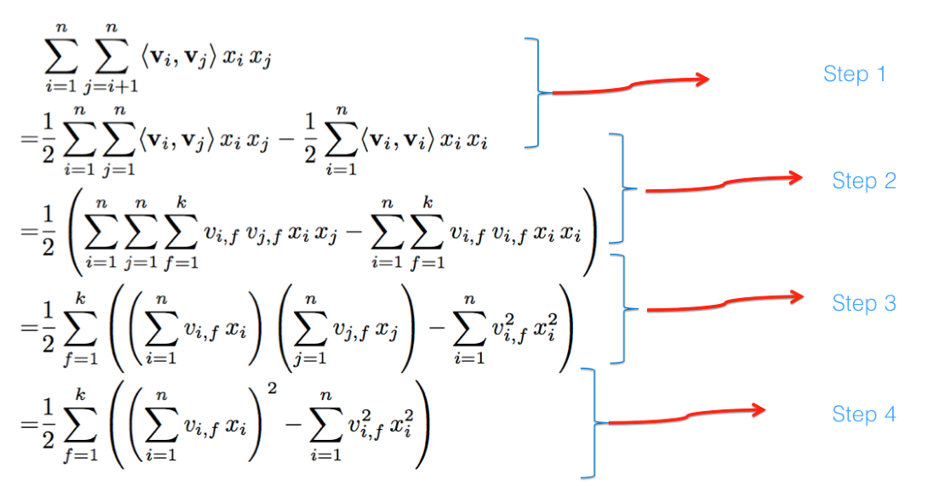 $\sum_{i=1}^{n} \sum_{j=i+1}^{n} \langle \mathbf{v}_i, \mathbf{v}_j \rangle \, x_i \, x_j$
Step 1
$= \frac{1}{2} \sum_{i=1}^{n} \sum_{j=1}^{n} \langle \mathbf{v}_i, \mathbf{v}_j \rangle \, x_i \, x_j - \frac{1}{2} \sum_{i=1}^{n} \langle \mathbf{v}_i, \mathbf{v}_i \rangle \, x_i \, x_i$
Step 2
$= \frac{1}{2} \left( \sum_{i=1}^{n} \sum_{j=1}^{n} \sum_{f=1}^{k} v_{i,f} \, v_{j,f} \, x_i \, x_j - \sum_{i=1}^{n} \sum_{f=1}^{k} v_{i,f} \, v_{i,f} \, x_i \, x_i \right)$
Step 3
$= \frac{1}{2} \sum_{f=1}^{k} \left( \left( \sum_{i=1}^{n} v_{i,f} \, x_i \right) \left( \sum_{j=1}^{n} v_{j,f} \, x_j \right) - \sum_{i=1}^{n} v_{i,f}^2 \, x_i^2 \right)$
Step 4
$= \frac{1}{2} \sum_{f=1}^{k} \left( \left( \sum_{i=1}^{n} v_{i,f} \, x_i \right)^2 - \sum_{i=1}^{n} v_{i,f}^2 \, x_i^2 \right)$